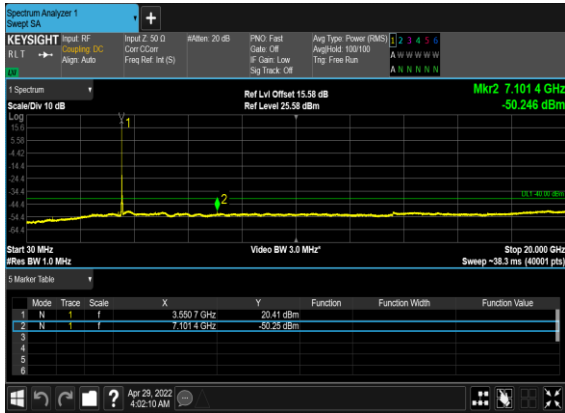 Spectrum Analyzer 1
Swept SA
KEYSIGHT Input: RF Input Z: 50 Ω #Atten: 20 dB PNO: Fast Avg Type: Power (RMS) 1 2 3 4 5 6
RLT Coupling: DC Corr CCorr Gate: Off Avg|Hold: 100/100 A W W W W W
Align: Auto Freq Ref: Int (S) IF Gain: Low Trig: Free Run
Sig Track: Off A N N N N N
LXI
1 Spectrum Ref Lvl Offset 15.58 dB Mkr2 7.101 4 GHz
Scale/Div 10 dB Ref Level 25.58 dBm -50.246 dBm
Log
15.6
5.58
-4.42
-14.4
-24.4
-34.4
-44.4
-54.4
-64.4
1
2
DL1 -40.00 dBm
Start 30 MHz Video BW 3.0 MHz* Stop 20.000 GHz
#Res BW 1.0 MHz Sweep ~38.3 ms (40001 pts)
5 Marker Table
Mode Trace Scale X Y Function Function Width Function Value
1 N 1 f 3.550 7 GHz 20.41 dBm
2 N 1 f 7.101 4 GHz -50.25 dBm
3
4
5
6
? Apr 29, 2022
4:02:10 AM